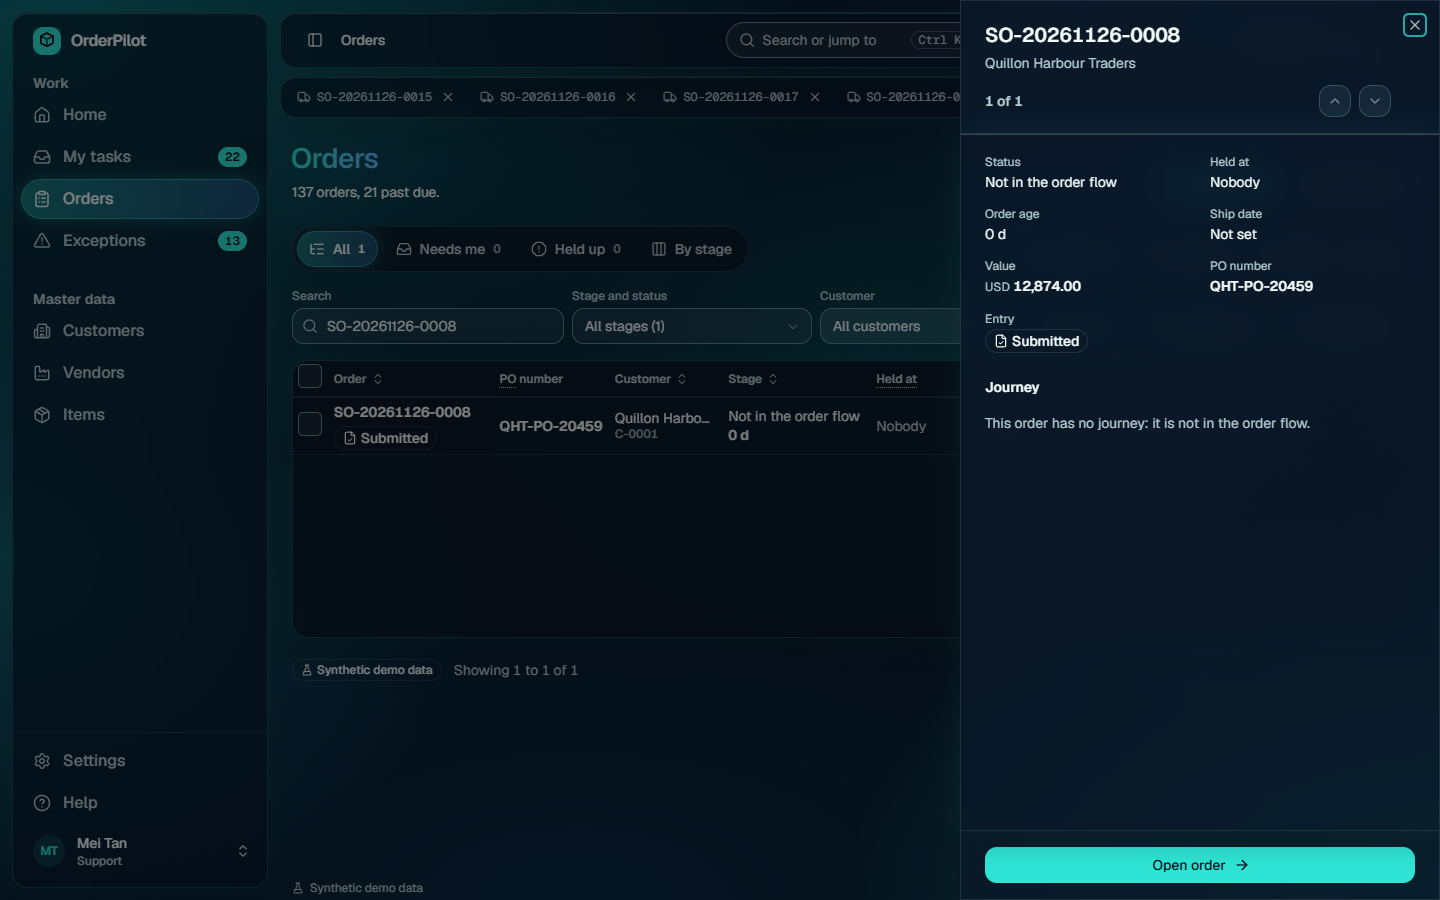 OrderPilot
Work
Home
My tasks 22
Orders
Exceptions 13
Master data
Customers
Vendors
Items
Settings
Help
MT
Mei Tan
Support
Orders
Search or jump to Ctrl K
SO-20261126-0015
SO-20261126-0016
SO-20261126-0017
SO-20261126-0
Orders
137 orders, 21 past due.
All 1
Needs me 0
Held up 0
By stage
Search
SO-20261126-0008
Stage and status
All stages (1)
Customer
All customers
Order PO number Customer Stage Held at
SO-20261126-0008
Submitted
QHT-PO-20459
Quillon Harbo...
C-0001
Not in the order flow
0 d
Nobody
Synthetic demo data
Showing 1 to 1 of 1
Synthetic demo data
SO-20261126-0008
Quillon Harbour Traders
1 of 1
Status
Not in the order flow
Held at
Nobody
Order age
0 d
Ship date
Not set
Value
USD 12,874.00
PO number
QHT-PO-20459
Entry
Submitted
Journey
This order has no journey: it is not in the order flow.
Open order